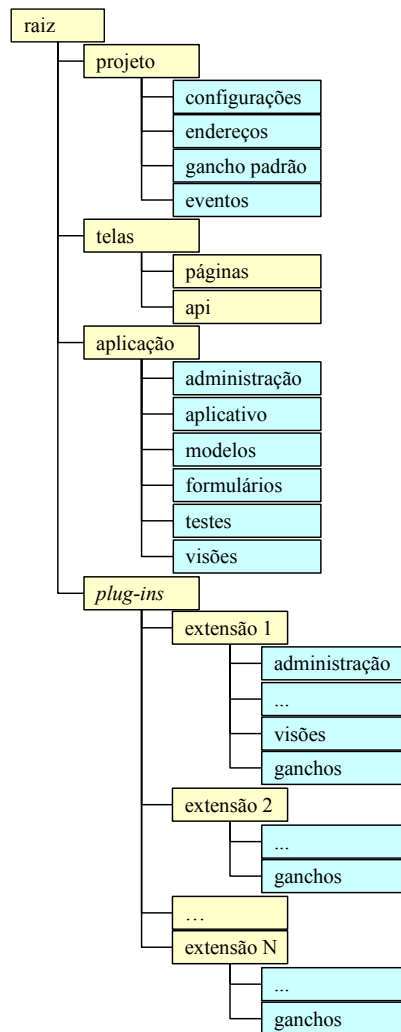 raiz
projeto
configurações
endereços
gancho padrão
eventos
telas
páginas
api
aplicação
administração
aplicativo
modelos
formulários
testes
visões
plug-ins
extensão 1
administração
...
visões
ganchos
extensão 2
...
ganchos
…
extensão N
...
ganchos